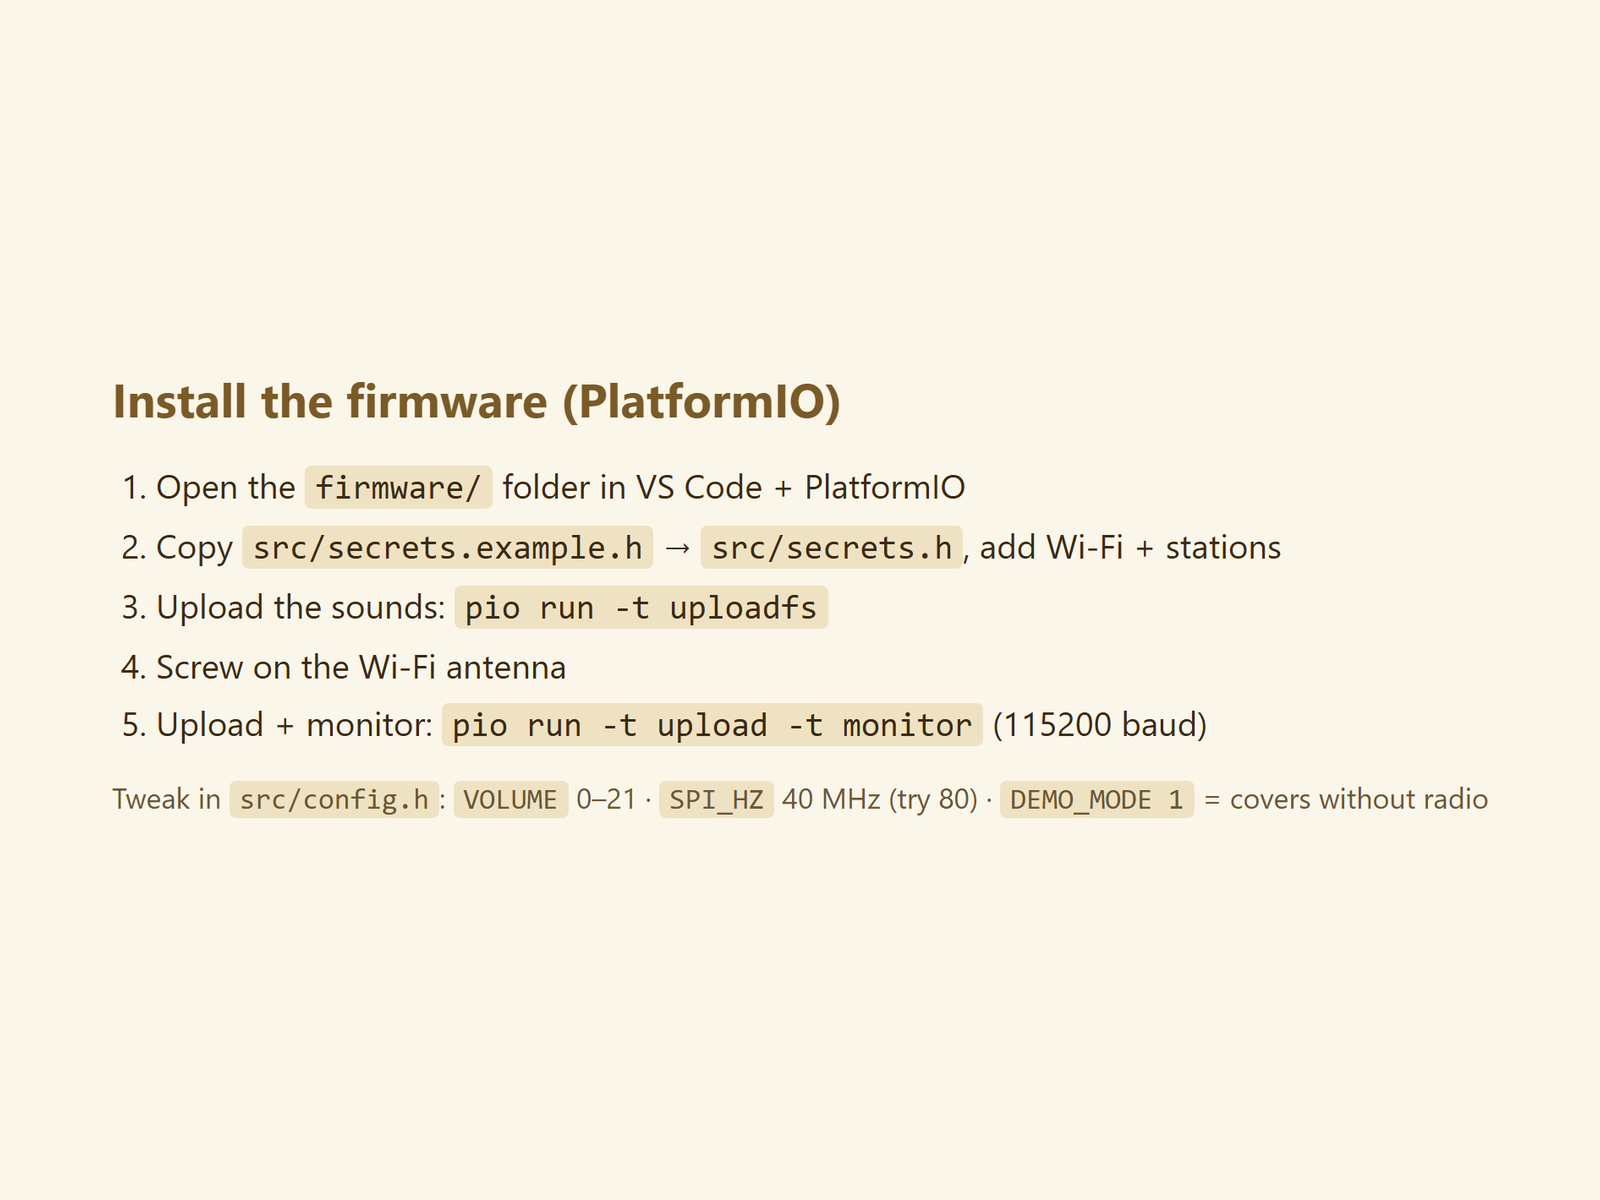 Install the firmware (PlatformIO)
1. Open the firmware/ folder in VS Code + PlatformIO
2. Copy src/secrets.example.h → src/secrets.h, add Wi-Fi + stations
3. Upload the sounds: pio run -t uploadfs
4. Screw on the Wi-Fi antenna
5. Upload + monitor: pio run -t upload -t monitor (115200 baud)
Tweak in src/config.h: VOLUME 0–21 · SPI_HZ 40 MHz (try 80) · DEMO_MODE 1 = covers without radio